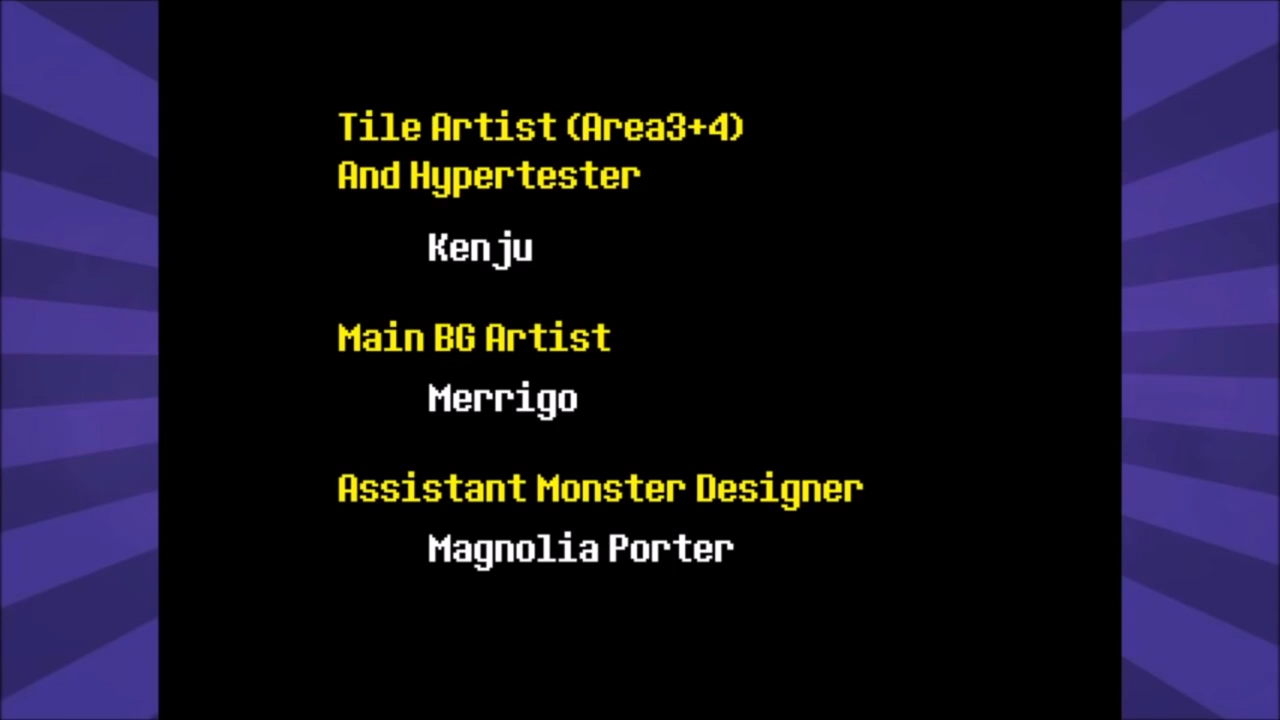 Tile Artist (Area3+4)
And Hypertester
Kenju
Main BG Artist
Merrigo
Assistant Monster Designer
Magnolia Porter